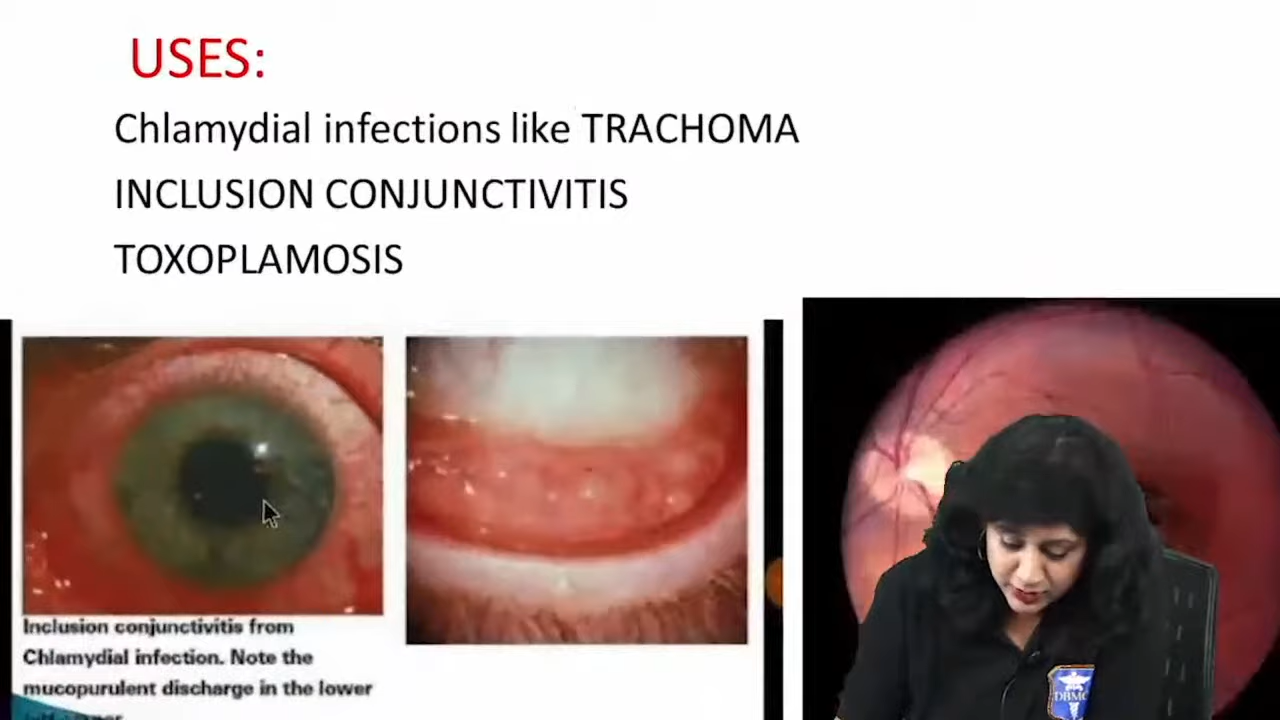 USES:
Chlamydial infections like TRACHOMA
INCLUSION CONJUNCTIVITIS
TOXOPLAMOSIS
Inclusion conjunctivitis from
Chlamydial infection. Note the
mucopurulent discharge in the lower
DBMC